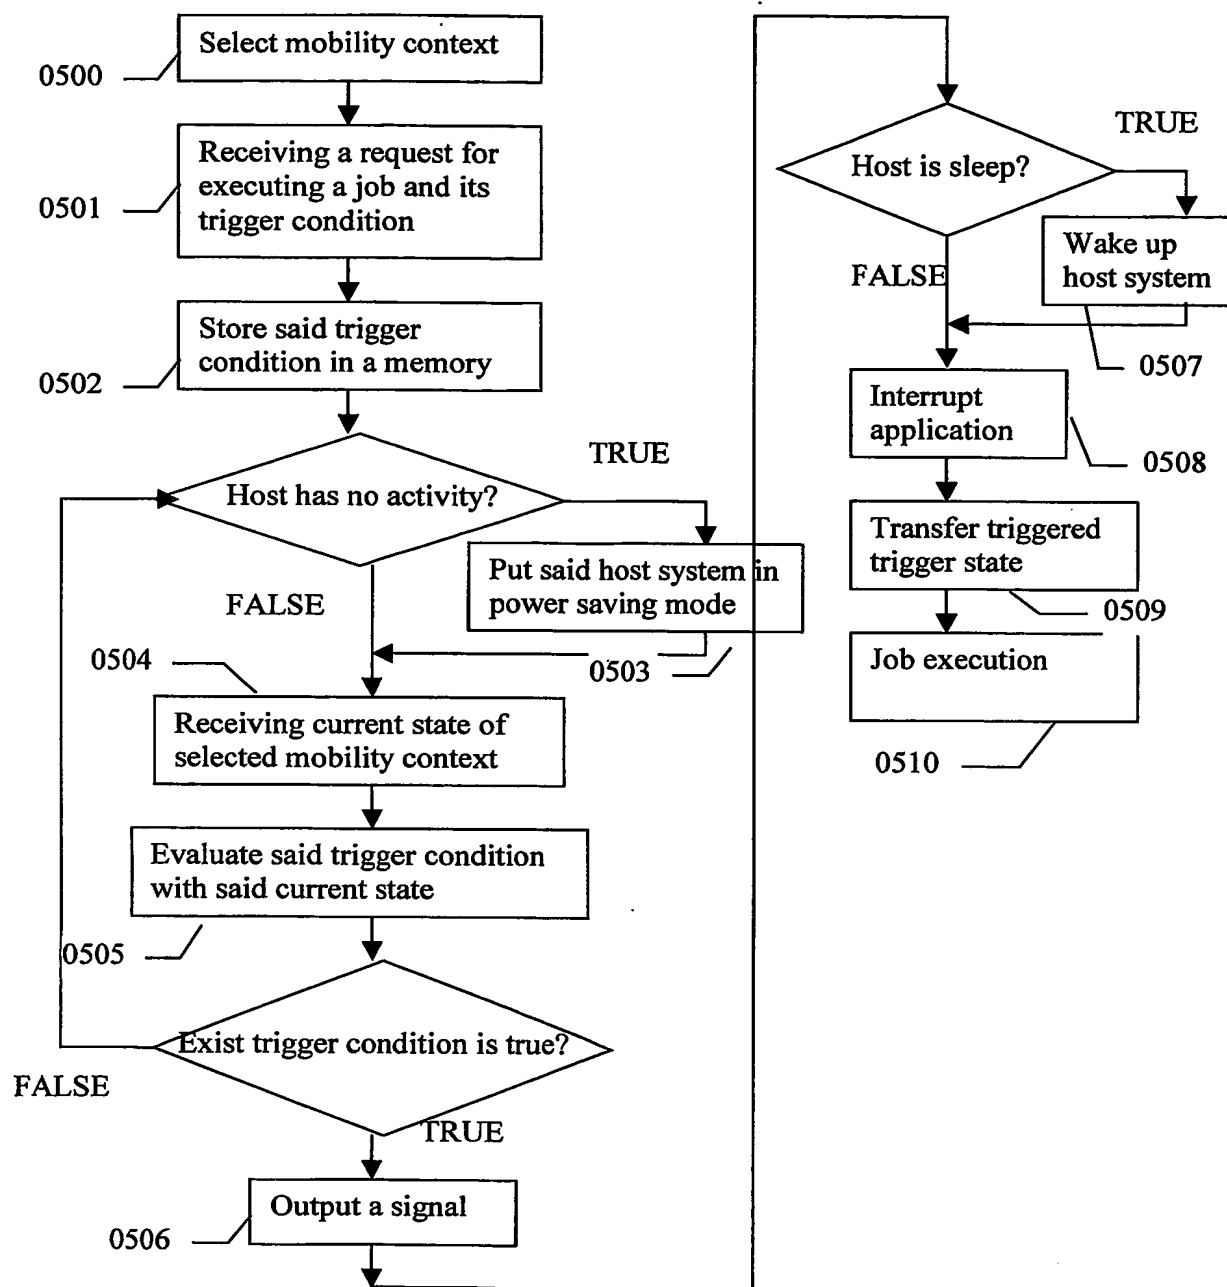 Select mobility context
0500
Receiving a request for
executing a job and its
trigger condition
0501
Store said trigger
condition in a memory
0502
Host has no activity?
TRUE
FALSE
Put said host system in
power saving mode
0503
0504
Receiving current state of
selected mobility context
Evaluate said trigger condition
with said current state
0505
Exist trigger condition is true?
FALSE
TRUE
Output a signal
0506
Host is sleep?
TRUE
FALSE
Wake up
host system
0507
Interrupt
application
0508
Transfer triggered
trigger state
0509
Job execution
0510